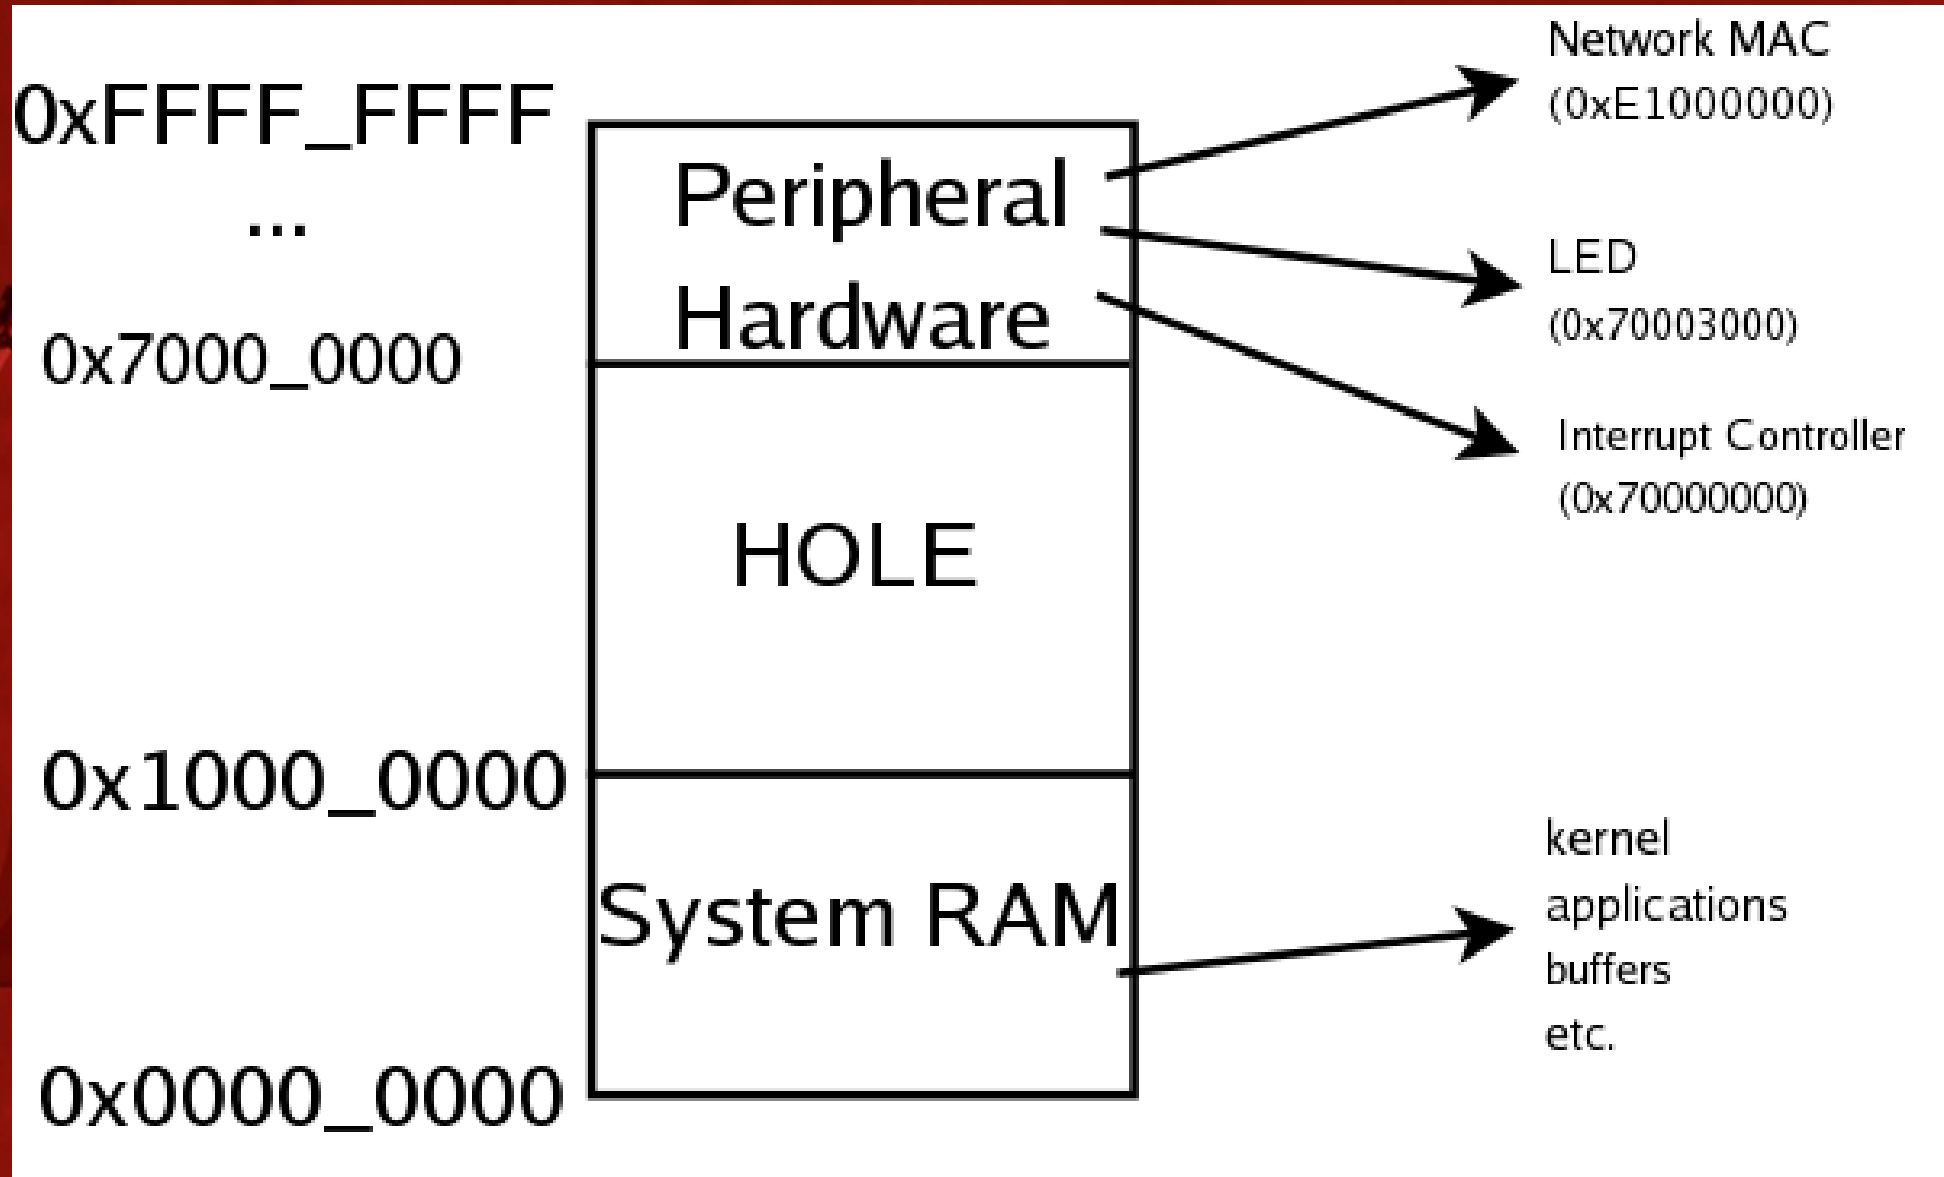 0xFFFF_FFFF
...
0x7000_0000
0x1000_0000
0x0000_0000
Peripheral
Hardware
HOLE
System RAM
Network MAC
(0xE1000000)
LED
(0x70003000)
Interrupt Controller
(0x70000000)
kernel
applications
buffers
etc.